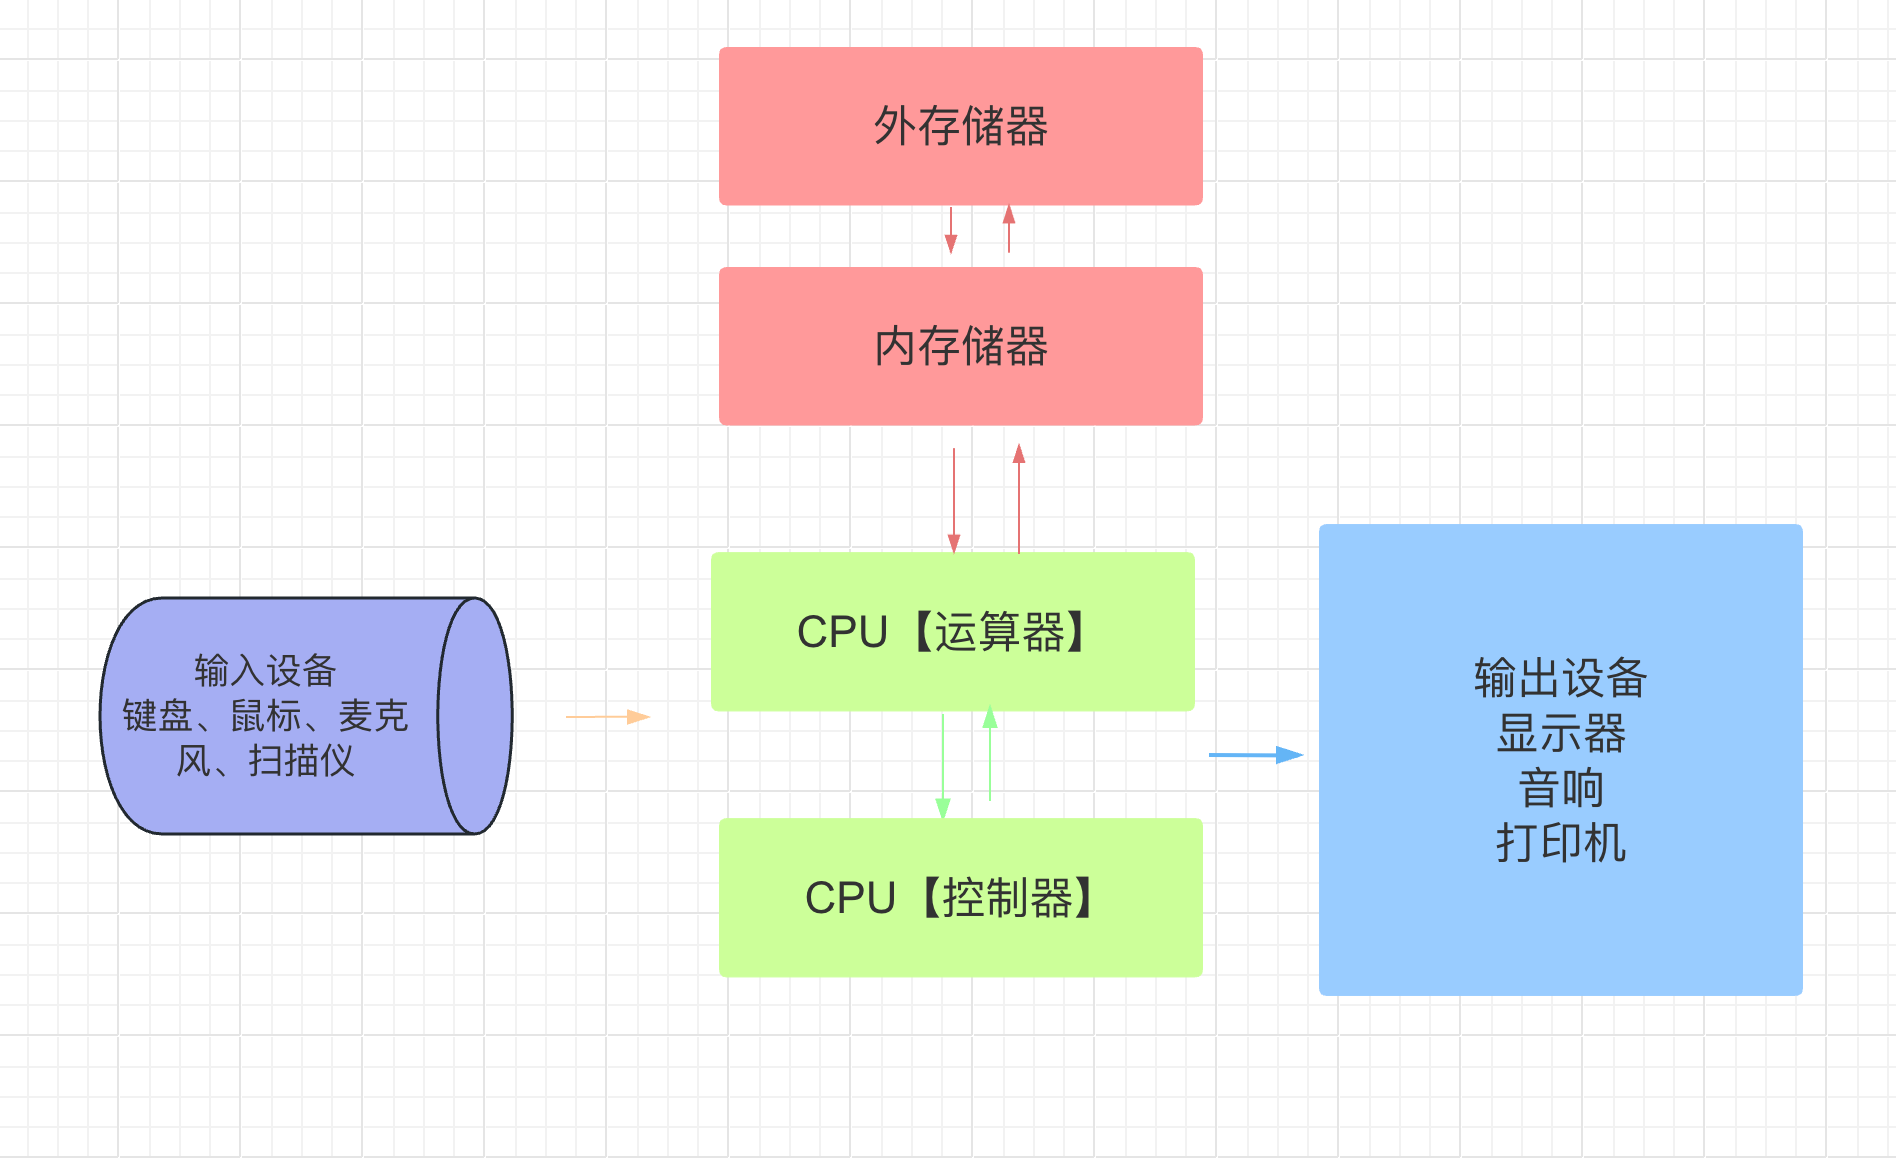 外存储器
内存储器
CPU【运算器】
输入设备
键盘、鼠标、麦克
风、扫描仪
CPU【控制器】
输出设备
显示器
音响
打印机